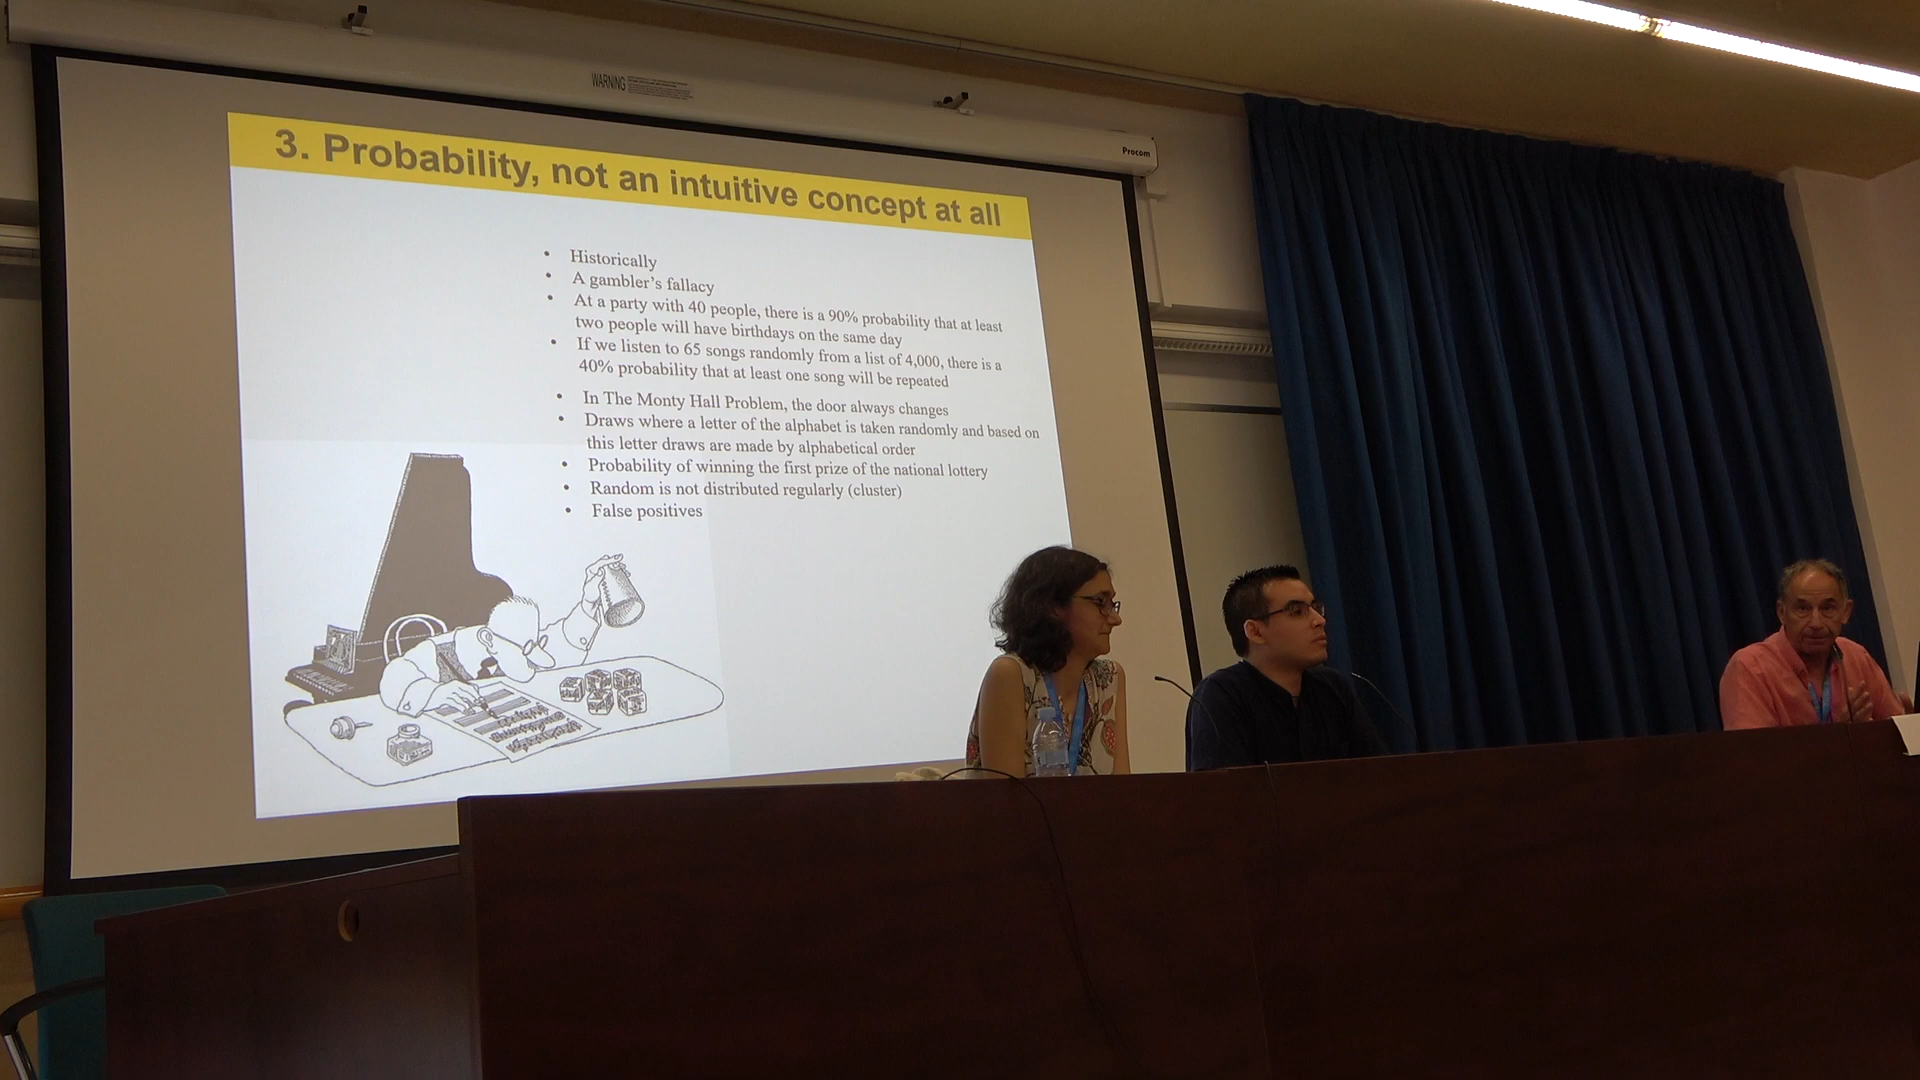 WARNING
Procom
3. Probability, not an intuitive concept at all
• Historically
• A gambler's fallacy
• At a party with 40 people, there is a 90% probability that at least
two people will have birthdays on the same day
• If we listen to 65 songs randomly from a list of 4,000, there is a
40% probability that at least one song will be repeated
• In The Monty Hall Problem, the door always changes
• Draws where a letter of the alphabet is taken randomly and based on
this letter draws are made by alphabetical order
• Probability of winning the first prize of the national lottery
• Random is not distributed regularly (cluster)
• False positives